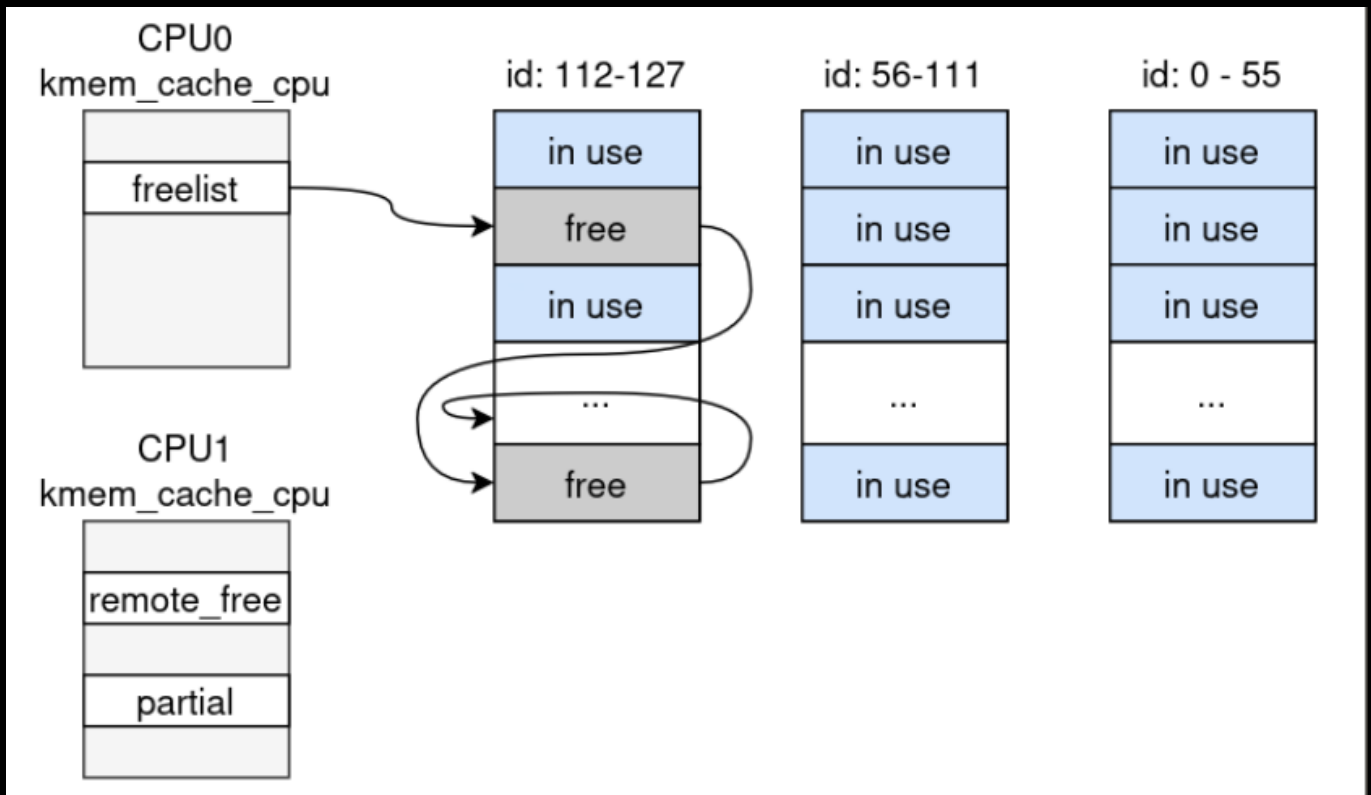 CPU0
kmem_cache_cpu
freelist
CPU1
kmem_cache_cpu
remote_free
partial
id: 112-127
in use
free
in use
...
free
id: 56-111
in use
in use
in use
...
in use
id: 0 - 55
in use
in use
in use
...
in use